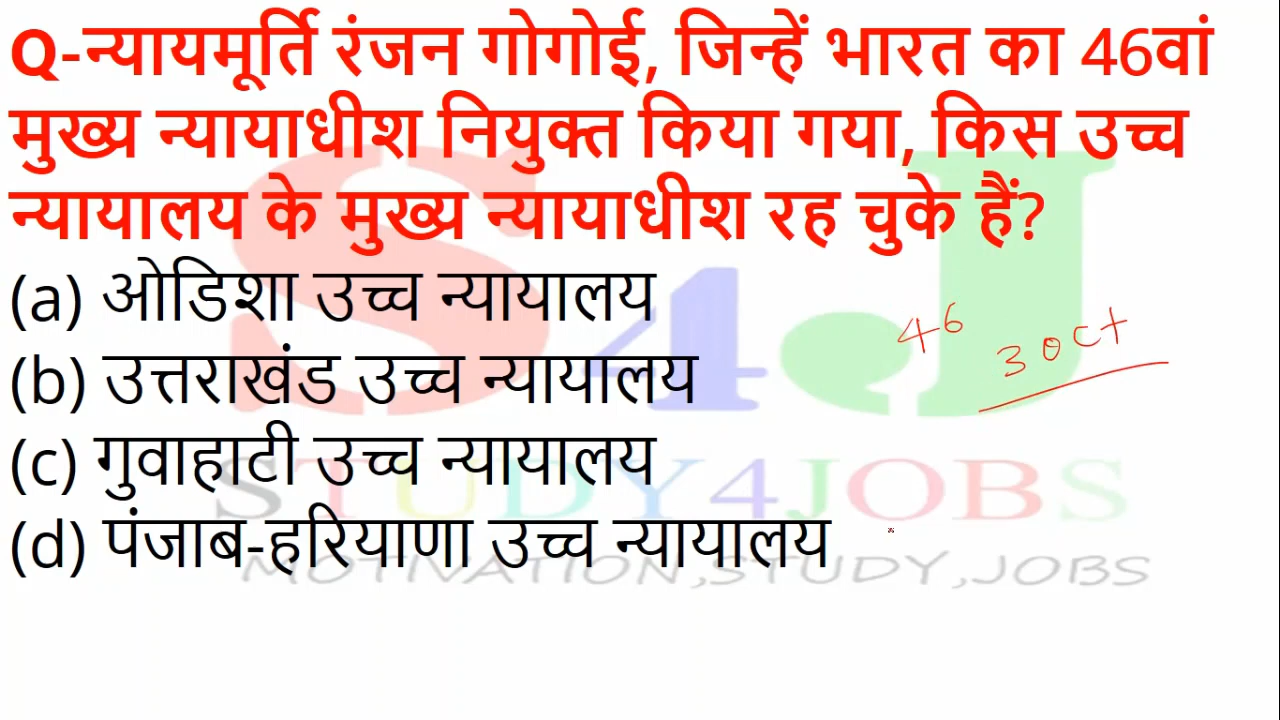 Q-न्यायमूर्ति रंजन गोगोई, जिन्हें भारत का 46वां
मुख्य न्यायाधीश नियुक्त किया गया, किस उच्च
न्यायालय के मुख्य न्यायाधीश रह चुके हैं?
(a) ओडिशा उच्च न्यायालय
(b) उत्तराखंड उच्च न्यायालय
46
3 oct
(c) गुवाहाटी उच्च न्यायालय
(d) पंजाब-हरियाणा उच्च न्यायालय
S4J
STUDY4JOBS
MOTIVATION,STUDY,JOBS